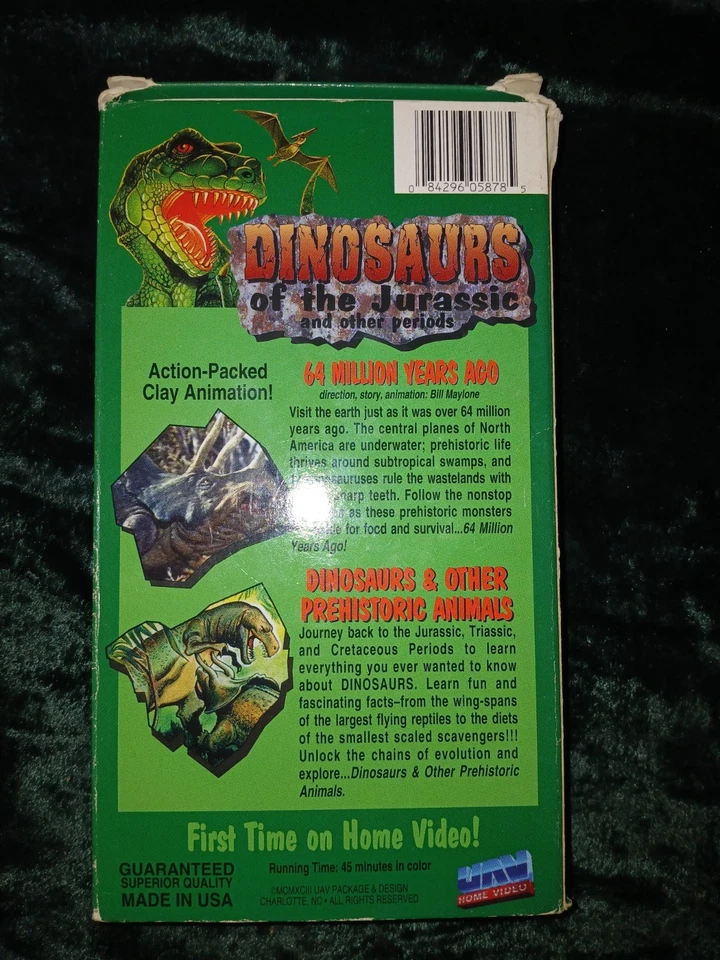 0 84296 05878 5
DINOSAURS
of the Jurassic
and other periods
Action-Packed
Clay Animation!
64 MILLION YEARS AGO
direction, story, animation: Bill Maylone
Visit the earth just as it was over 64 million
years ago. The central planes of North
America are underwater; prehistoric life
thrives around subtropical swamps, and
rule the wastelands with
teeth. Follow the nonstop
as these prehistoric monsters
for food and survival...64 Million
Years Ago!
DINOSAURS & OTHER
PREHISTORIC ANIMALS
Journey back to the Jurassic, Triassic,
and Cretaceous Periods to learn
everything you ever wanted to know
about DINOSAURS. Learn fun and
fascinating facts–from the wing-spans
of the largest flying reptiles to the diets
of the smallest scaled scavengers!!!
Unlock the chains of evolution and
explore...Dinosaurs & Other Prehistoric
Animals.
First Time on Home Video!
GUARANTEED
SUPERIOR QUALITY
MADE IN USA
Running Time: 45 minutes in color
©MCMXCIII UAV PACKAGE & DESIGN
CHARLOTTE, NC • ALL RIGHTS RESERVED
UAV
HOME VIDEO